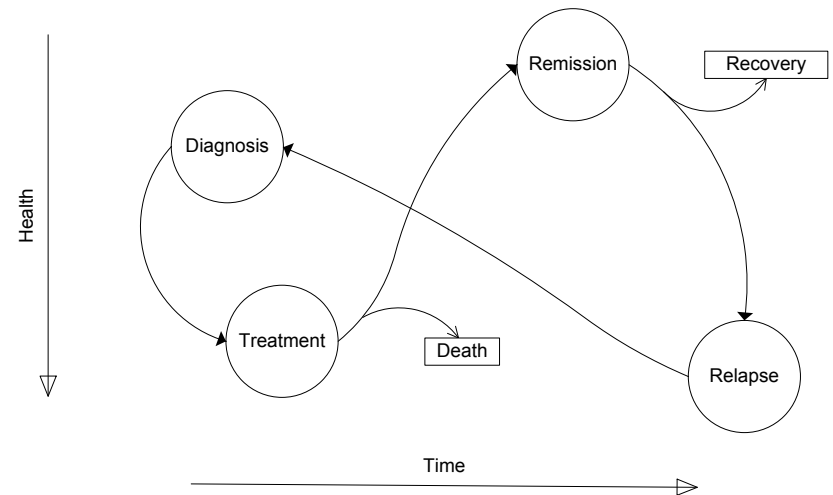 Remission
Recovery
Diagnosis
Health
Treatment
Death
Relapse
Time